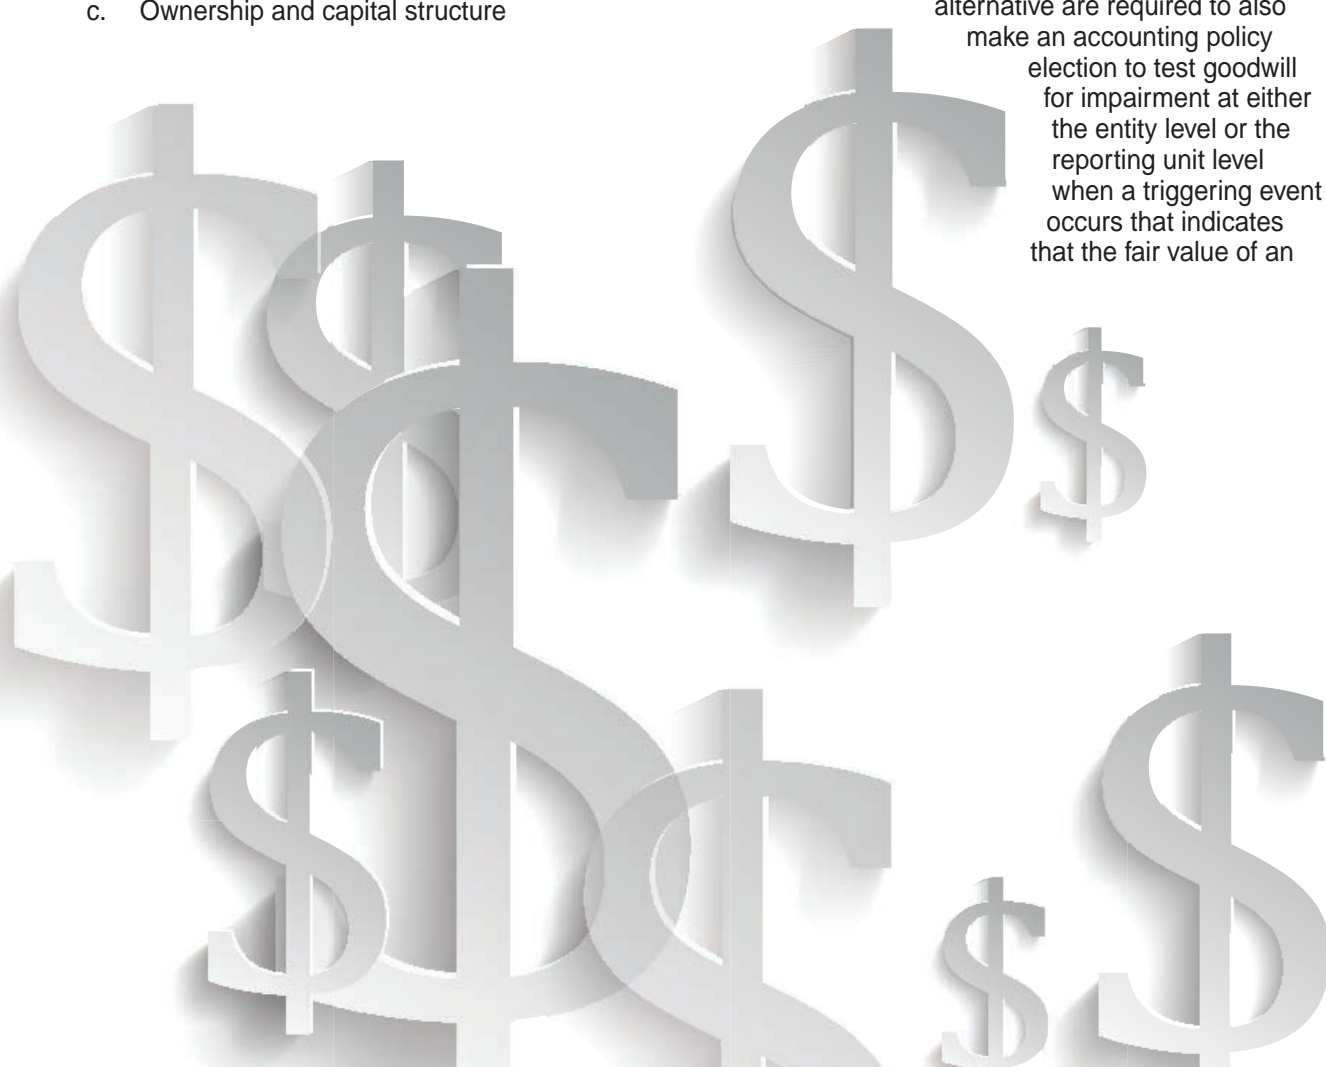 c. Ownership and capital structure
alternative are required to also
make an accounting policy
election to test goodwill
for impairment at either
the entity level or the
reporting unit level
when a triggering event
occurs that indicates
that the fair value of an